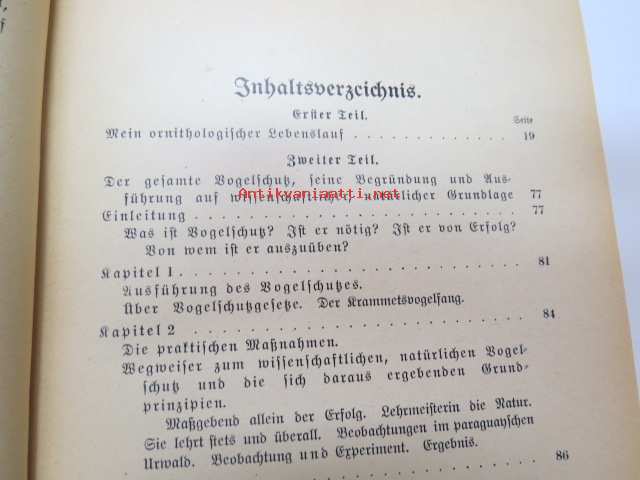 Inhaltsverzeichnis.
Erster Teil.
Seite
Mein ornithologischer Lebenslauf . . . . . . . . . . . . 19
Zweiter Teil.
Der gesamte Vogelschutz, seine Begründung und Aus-
führung auf wissenschaftlicher, natürlicher Grundlage 77
Antikvariaatti.net
Einleitung . . . . . . . . . . . . . . . . . . . . . . . 77
Was ist Vogelschutz? Ist er nötig? Ist er von Erfolg?
Von wem ist er auszuüben?
Kapitel 1 . . . . . . . . . . . . . . . . . . . . . . . 81
Ausführung des Vogelschutzes.
Über Vogelschutzgesetze. Der Krammetsvogelfang.
Kapitel 2 . . . . . . . . . . . . . . . . . . . . . . . 84
Die praktischen Maßnahmen.
Wegweiser zum wissenschaftlichen, natürlichen Vogel-
schutz und die sich daraus ergebenden Grund-
prinzipien.
Maßgebend allein der Erfolg. Lehrmeisterin die Natur.
Sie lehrt stets und überall. Beobachtungen im paraguayschen
Urwald. Beobachtung und Experiment. Ergebnis.
86